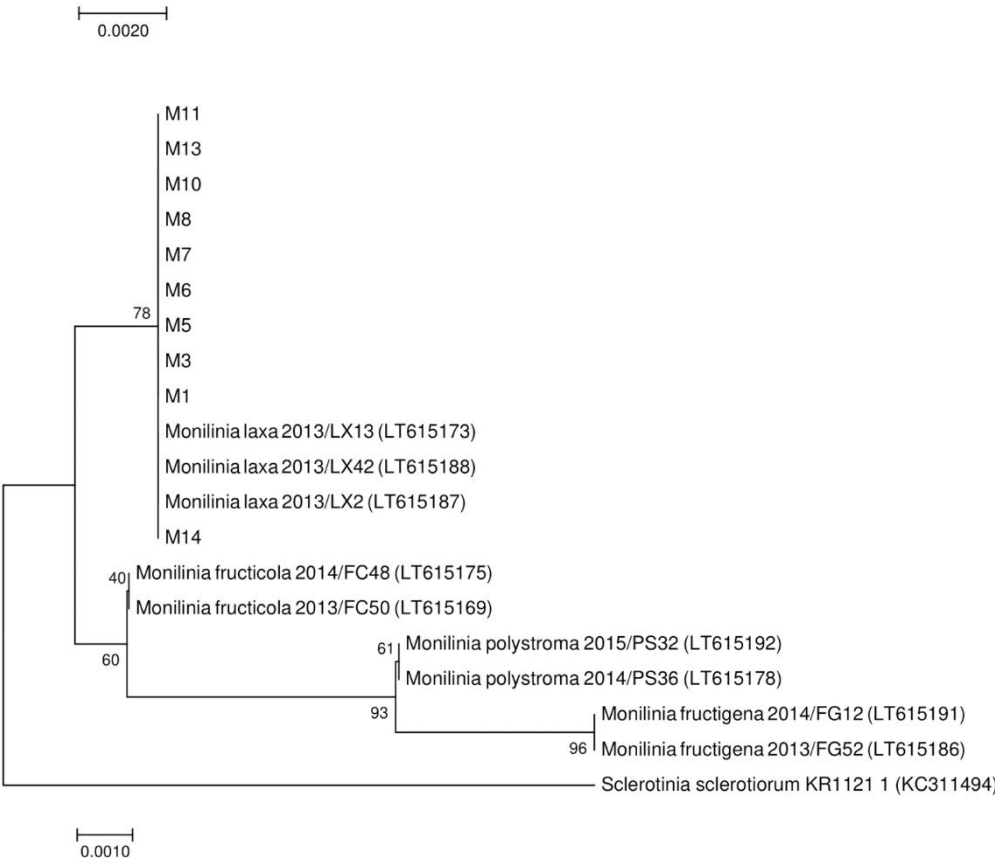 0.0020
M11
M13
M10
M8
M7
M6
78
M5
M3
M1
Monilinia laxa 2013/LX13 (LT615173)
Monilinia laxa 2013/LX42 (LT615188)
Monilinia laxa 2013/LX2 (LT615187)
M14
40
Monilinia fructicola 2014/FC48 (LT615175)
Monilinia fructicola 2013/FC50 (LT615169)
60
61
Monilinia polystroma 2015/PS32 (LT615192)
Monilinia polystroma 2014/PS36 (LT615178)
93
Monilinia fructigena 2014/FG12 (LT615191)
96
Monilinia fructigena 2013/FG52 (LT615186)
Sclerotinia sclerotiorum KR1121 1 (KC311494)
0.0010